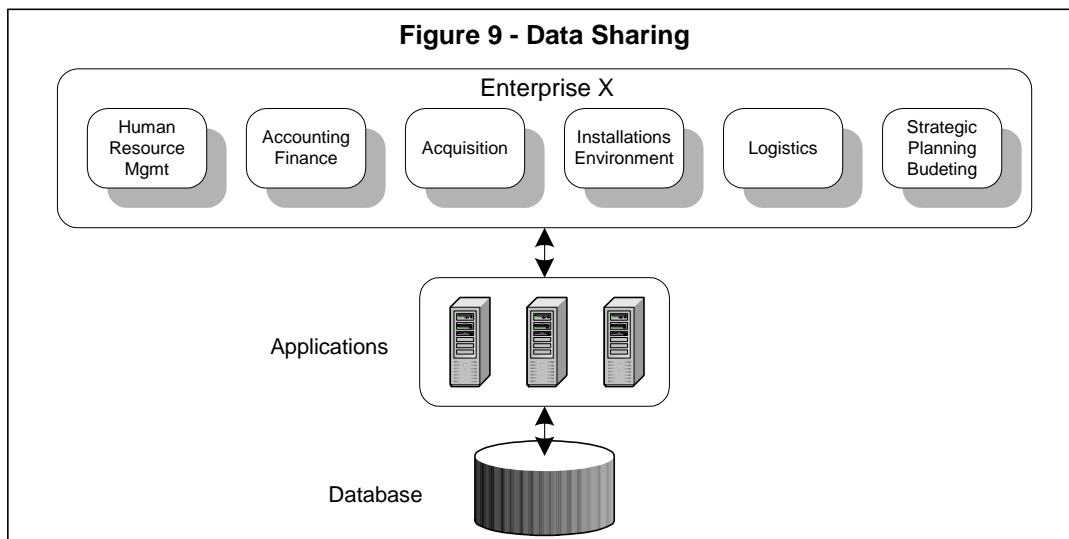 Figure 9 - Data Sharing
Enterprise X
Human
Resource
Mgmt
Accounting
Finance
Acquisition
Installations
Environment
Logistics
Strategic
Planning
Budeting
Applications
Database